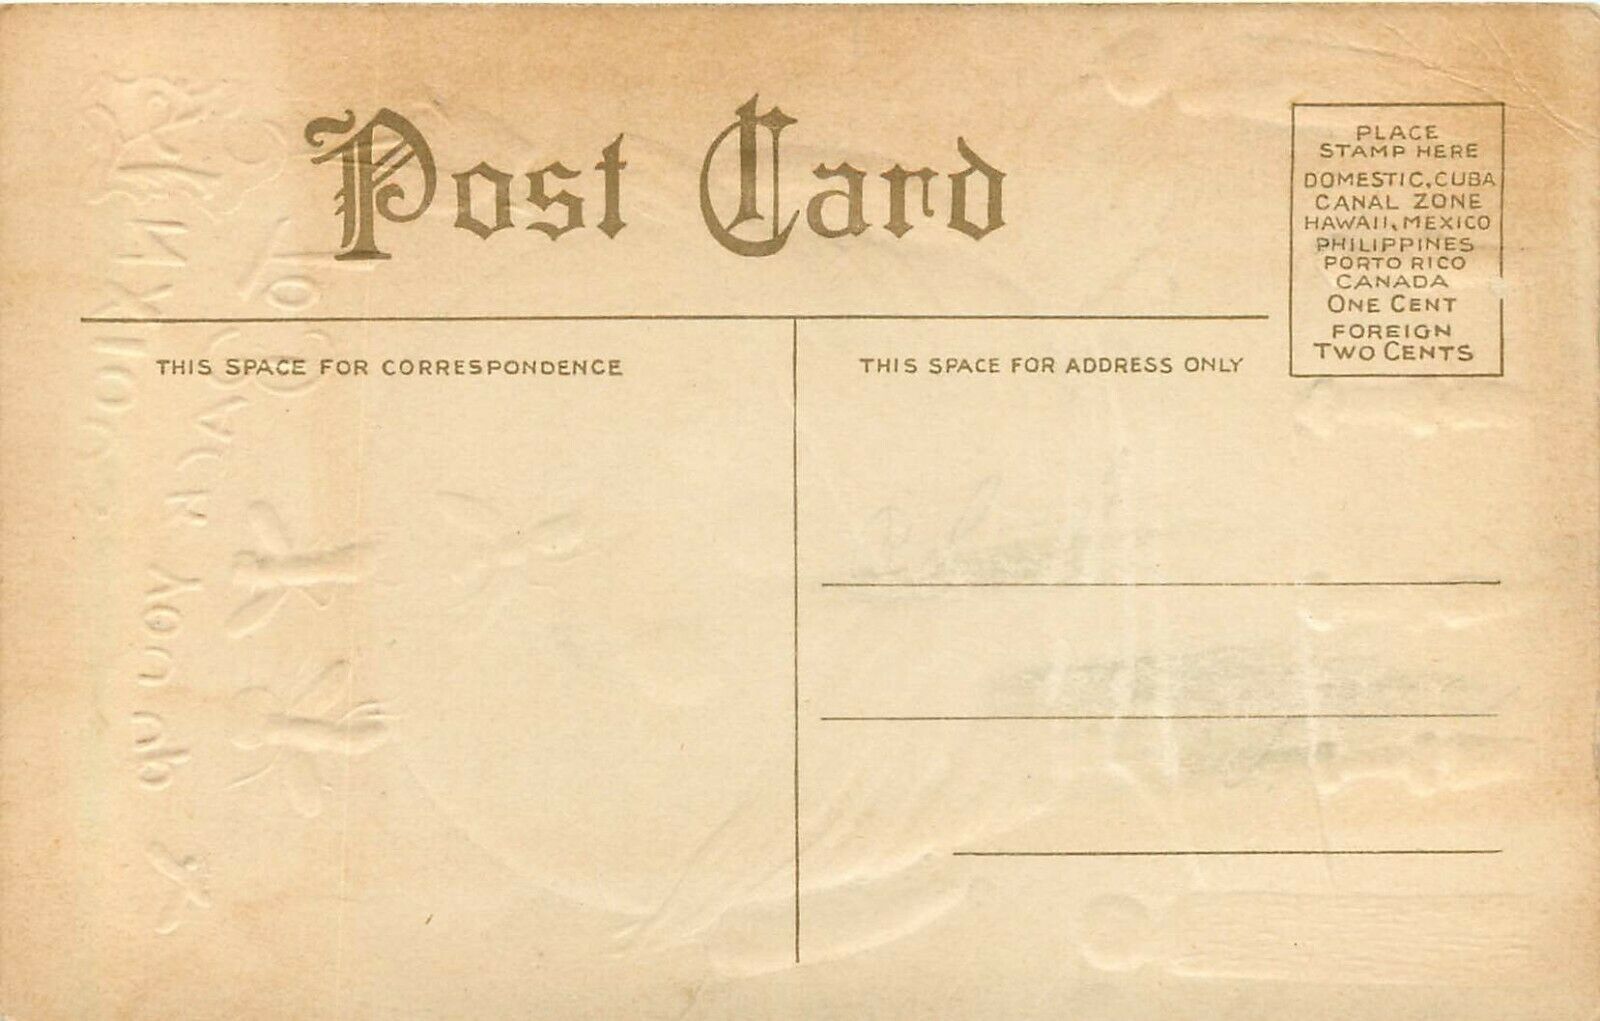 Post Card
PLACE
STAMP HERE
DOMESTIC, CUBA
CANAL ZONE
HAWAII, MEXICO
PHILIPPINES
PORTO RICO
CANADA
ONE CENT
FOREIGN
TWO CENTS
THIS SPACE FOR CORRESPONDENCE
THIS SPACE FOR ADDRESS ONLY